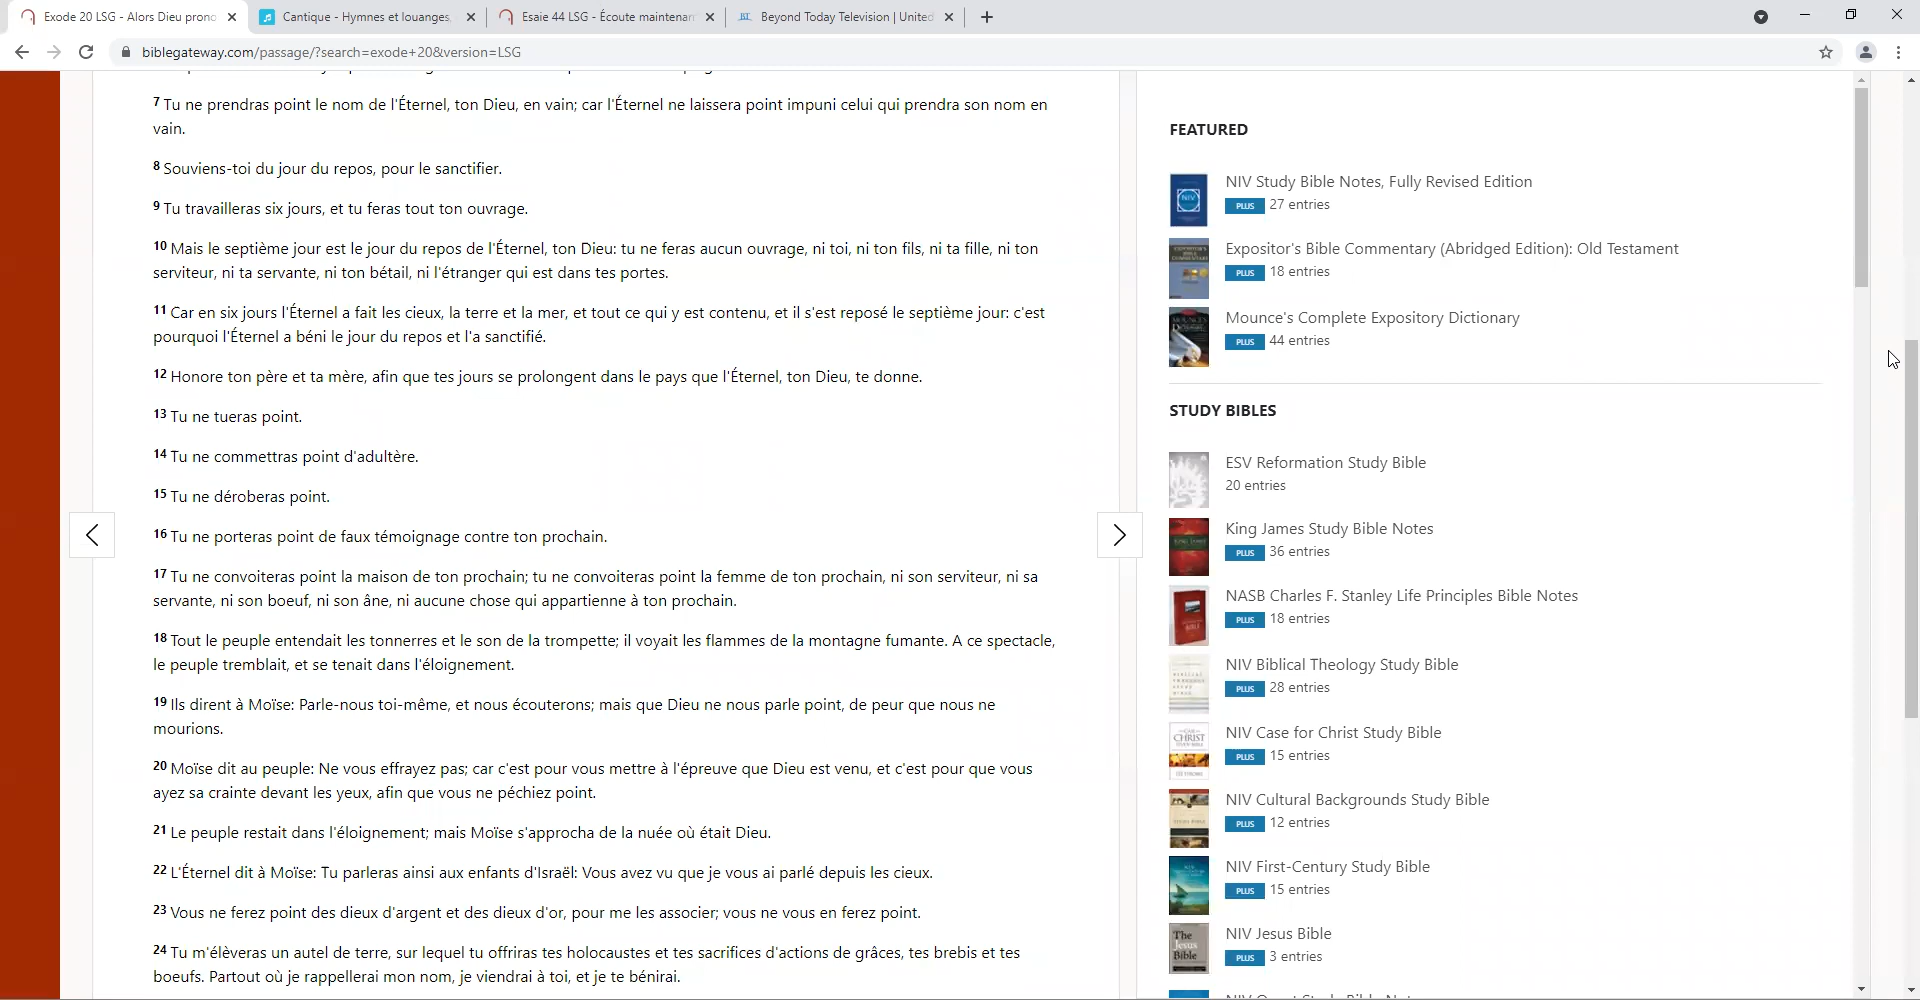 Exode 20 LSG - Alors Dieu prono
Cantique - Hymnes et louanges,
Esaie 44 LSG - Écoute maintenan
Beyond Today Television | United
biblegateway.com/passage/?search=exode+20&version=LSG
7 Tu ne prendras point le nom de l'Éternel, ton Dieu, en vain; car l'Éternel ne laissera point impuni celui qui prendra son nom en
vain.
8 Souviens-toi du jour du repos, pour le sanctifier.
9 Tu travailleras six jours, et tu feras tout ton ouvrage.
10 Mais le septième jour est le jour du repos de l'Éternel, ton Dieu: tu ne feras aucun ouvrage, ni toi, ni ton fils, ni ta fille, ni ton
serviteur, ni ta servante, ni ton bétail, ni l'étranger qui est dans tes portes.
11 Car en six jours l'Éternel a fait les cieux, la terre et la mer, et tout ce qui y est contenu, et il s'est reposé le septième jour: c'est
pourquoi l'Éternel a béni le jour du repos et l'a sanctifié.
12 Honore ton père et ta mère, afin que tes jours se prolongent dans le pays que l'Éternel, ton Dieu, te donne.
13 Tu ne tueras point.
14 Tu ne commettras point d'adultère.
15 Tu ne déroberas point.
16 Tu ne porteras point de faux témoignage contre ton prochain.
17 Tu ne convoiteras point la maison de ton prochain; tu ne convoiteras point la femme de ton prochain, ni son serviteur, ni sa
servante, ni son boeuf, ni son âne, ni aucune chose qui appartienne à ton prochain.
18 Tout le peuple entendait les tonnerres et le son de la trompette; il voyait les flammes de la montagne fumante. A ce spectacle,
le peuple tremblait, et se tenait dans l'éloignement.
19 Ils dirent à Moïse: Parle-nous toi-même, et nous écouterons; mais que Dieu ne nous parle point, de peur que nous ne
mourions.
20 Moïse dit au peuple: Ne vous effrayez pas; car c'est pour vous mettre à l'épreuve que Dieu est venu, et c'est pour que vous
ayez sa crainte devant les yeux, afin que vous ne péchiez point.
21 Le peuple restait dans l'éloignement; mais Moïse s'approcha de la nuée où était Dieu.
22 L'Éternel dit à Moïse: Tu parleras ainsi aux enfants d'Israël: Vous avez vu que je vous ai parlé depuis les cieux.
23 Vous ne ferez point des dieux d'argent et des dieux d'or, pour me les associer; vous ne vous en ferez point.
24 Tu m'élèveras un autel de terre, sur lequel tu offriras tes holocaustes et tes sacrifices d'actions de grâces, tes brebis et tes
boeufs. Partout où je rappellerai mon nom, je viendrai à toi, et je te bénirai.
FEATURED
NIV Study Bible Notes, Fully Revised Edition
PLUS 27 entries
Expositor's Bible Commentary (Abridged Edition): Old Testament
PLUS 18 entries
Mounce's Complete Expository Dictionary
PLUS 44 entries
STUDY BIBLES
ESV Reformation Study Bible
20 entries
King James Study Bible Notes
PLUS 36 entries
NASB Charles F. Stanley Life Principles Bible Notes
PLUS 18 entries
NIV Biblical Theology Study Bible
PLUS 28 entries
NIV Case for Christ Study Bible
PLUS 15 entries
NIV Cultural Backgrounds Study Bible
PLUS 12 entries
NIV First-Century Study Bible
PLUS 15 entries
The Jesus Bible
NIV Jesus Bible
PLUS 3 entries